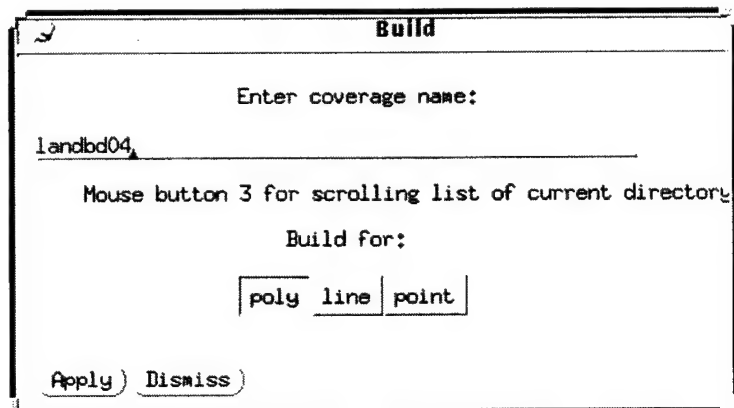 Build
Enter coverage name:
landbd04
Mouse button 3 for scrolling list of current directory
Build for:
poly line point
Apply Dismiss